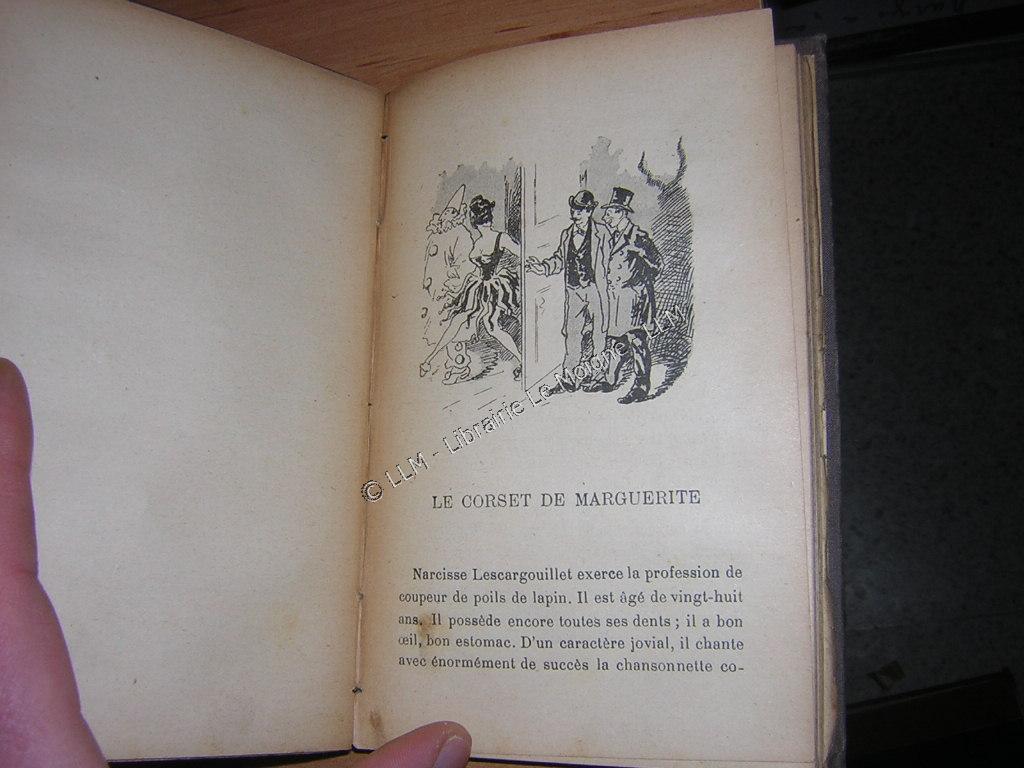 © LLM - Librairie Le Moigne - LLM
LE CORSET DE MARGUERITE
Narcisse Lescargouillet exerce la profession de
coupeur de poils de lapin. Il est âgé de vingt-huit
ans. Il possède encore toutes ses dents ; il a bon
œil, bon estomac. D'un caractère jovial, il chante
avec énormément de succès la chansonnette co-